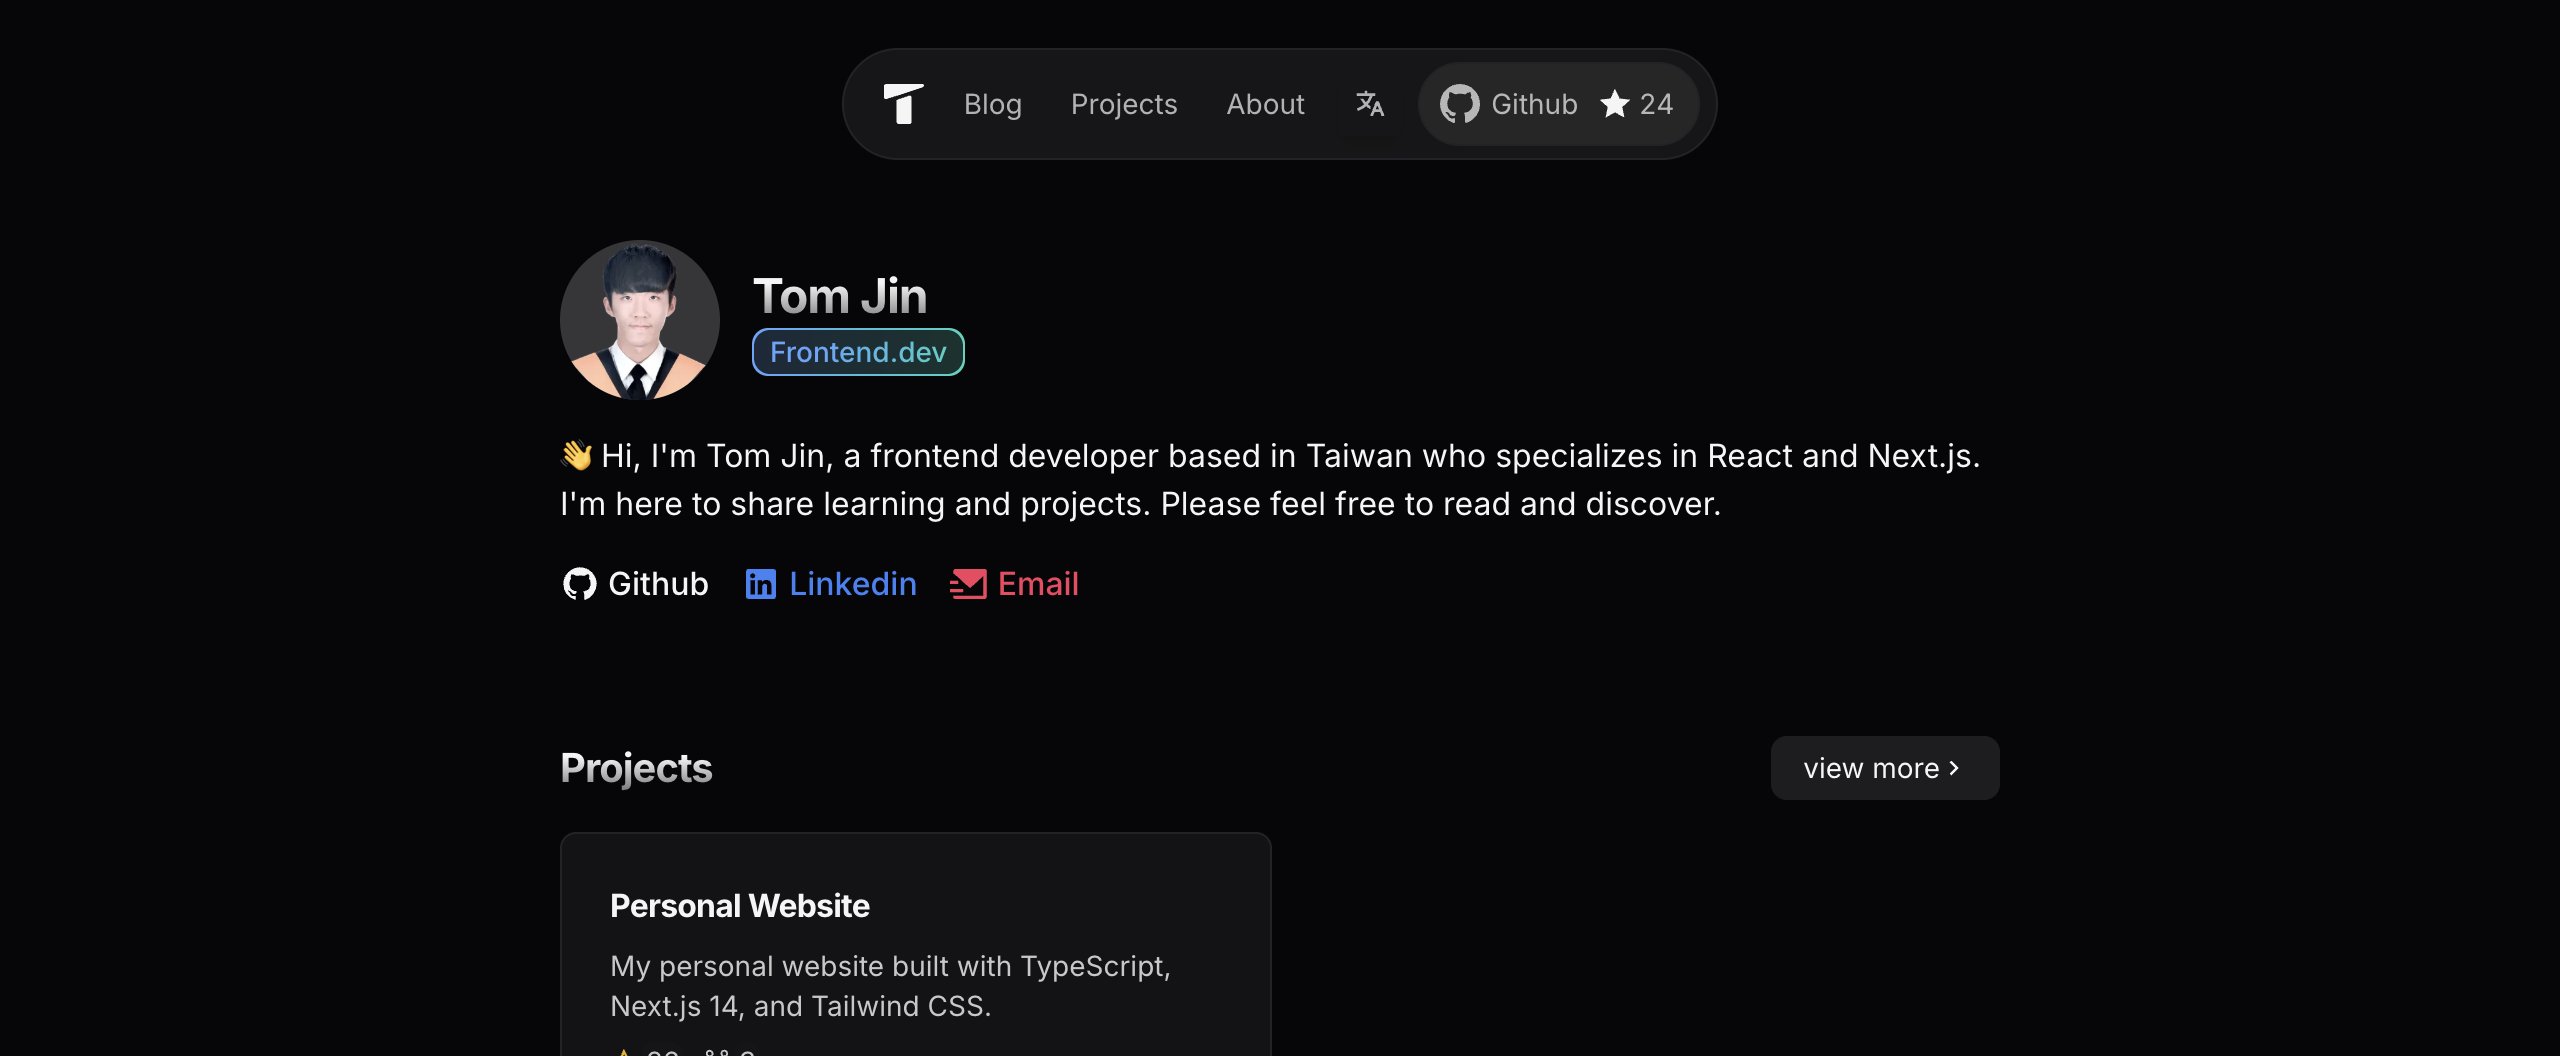 Blog Projects About Github 24
Tom Jin
Frontend.dev
👋 Hi, I'm Tom Jin, a frontend developer based in Taiwan who specializes in React and Next.js.
I'm here to share learning and projects. Please feel free to read and discover.
Github Linkedin Email
Projects
view more ›
Personal Website
My personal website built with TypeScript,
Next.js 14, and Tailwind CSS.